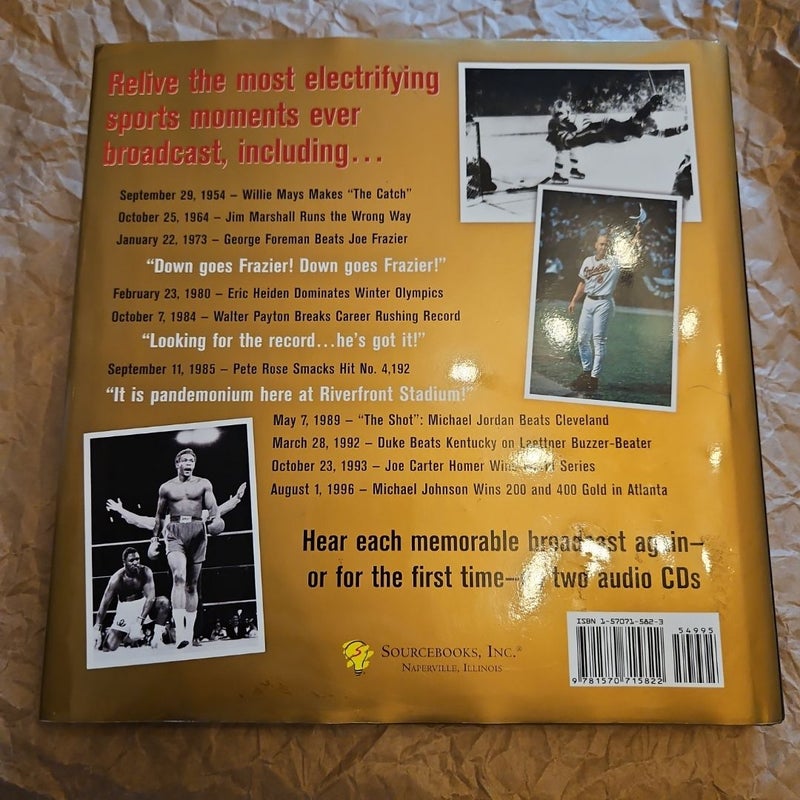 Relive the most electrifying
sports moments ever
broadcast, including...
September 29, 1954 – Willie Mays Makes "The Catch"
October 25, 1964 – Jim Marshall Runs the Wrong Way
January 22, 1973 – George Foreman Beats Joe Frazier
"Down goes Frazier! Down goes Frazier!"
February 23, 1980 – Eric Heiden Dominates Winter Olympics
October 7, 1984 – Walter Payton Breaks Career Rushing Record
"Looking for the record...he's got it!"
September 11, 1985 – Pete Rose Smacks Hit No. 4,192
"It is pandemonium here at Riverfront Stadium!"
May 7, 1989 – "The Shot": Michael Jordan Beats Cleveland
March 28, 1992 – Duke Beats Kentucky on Laettner Buzzer-Beater
October 23, 1993 – Joe Carter Homer Wins Series
August 1, 1996 – Michael Johnson Wins 200 and 400 Gold in Atlanta
Hear each memorable broadcast again–
or for the first time– two audio CDs
ISBN 1-57071-582-3
54995
9 781570 715822
SOURCEBOOKS, INC.®
NAPERVILLE, ILLINOIS